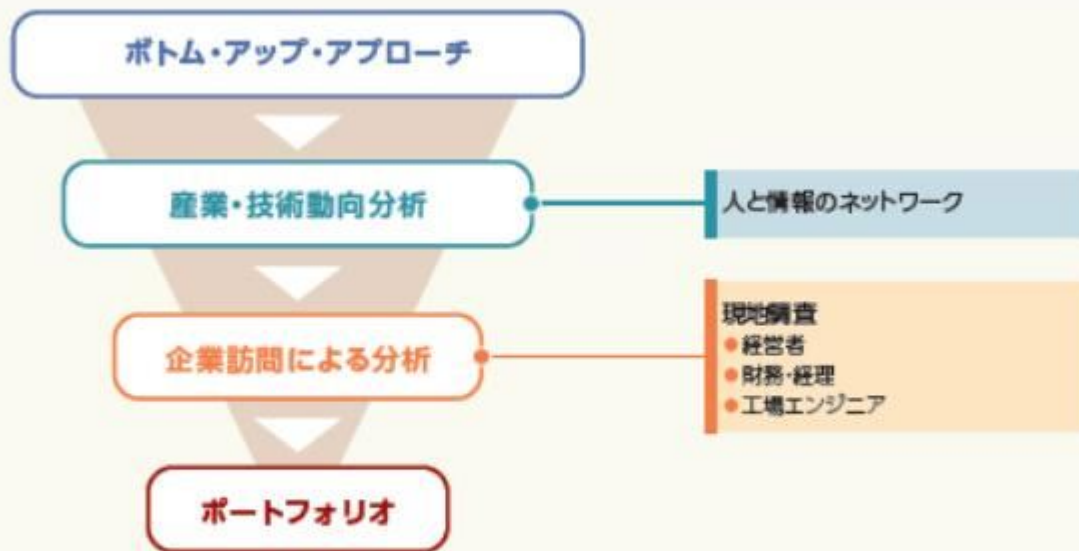 ボトム・アップ・アプローチ
産業・技術動向分析
人と情報のネットワーク
企業訪問による分析
現地調査
●経営者
●財務・経理
●工場エンジニア
ポートフォリオ